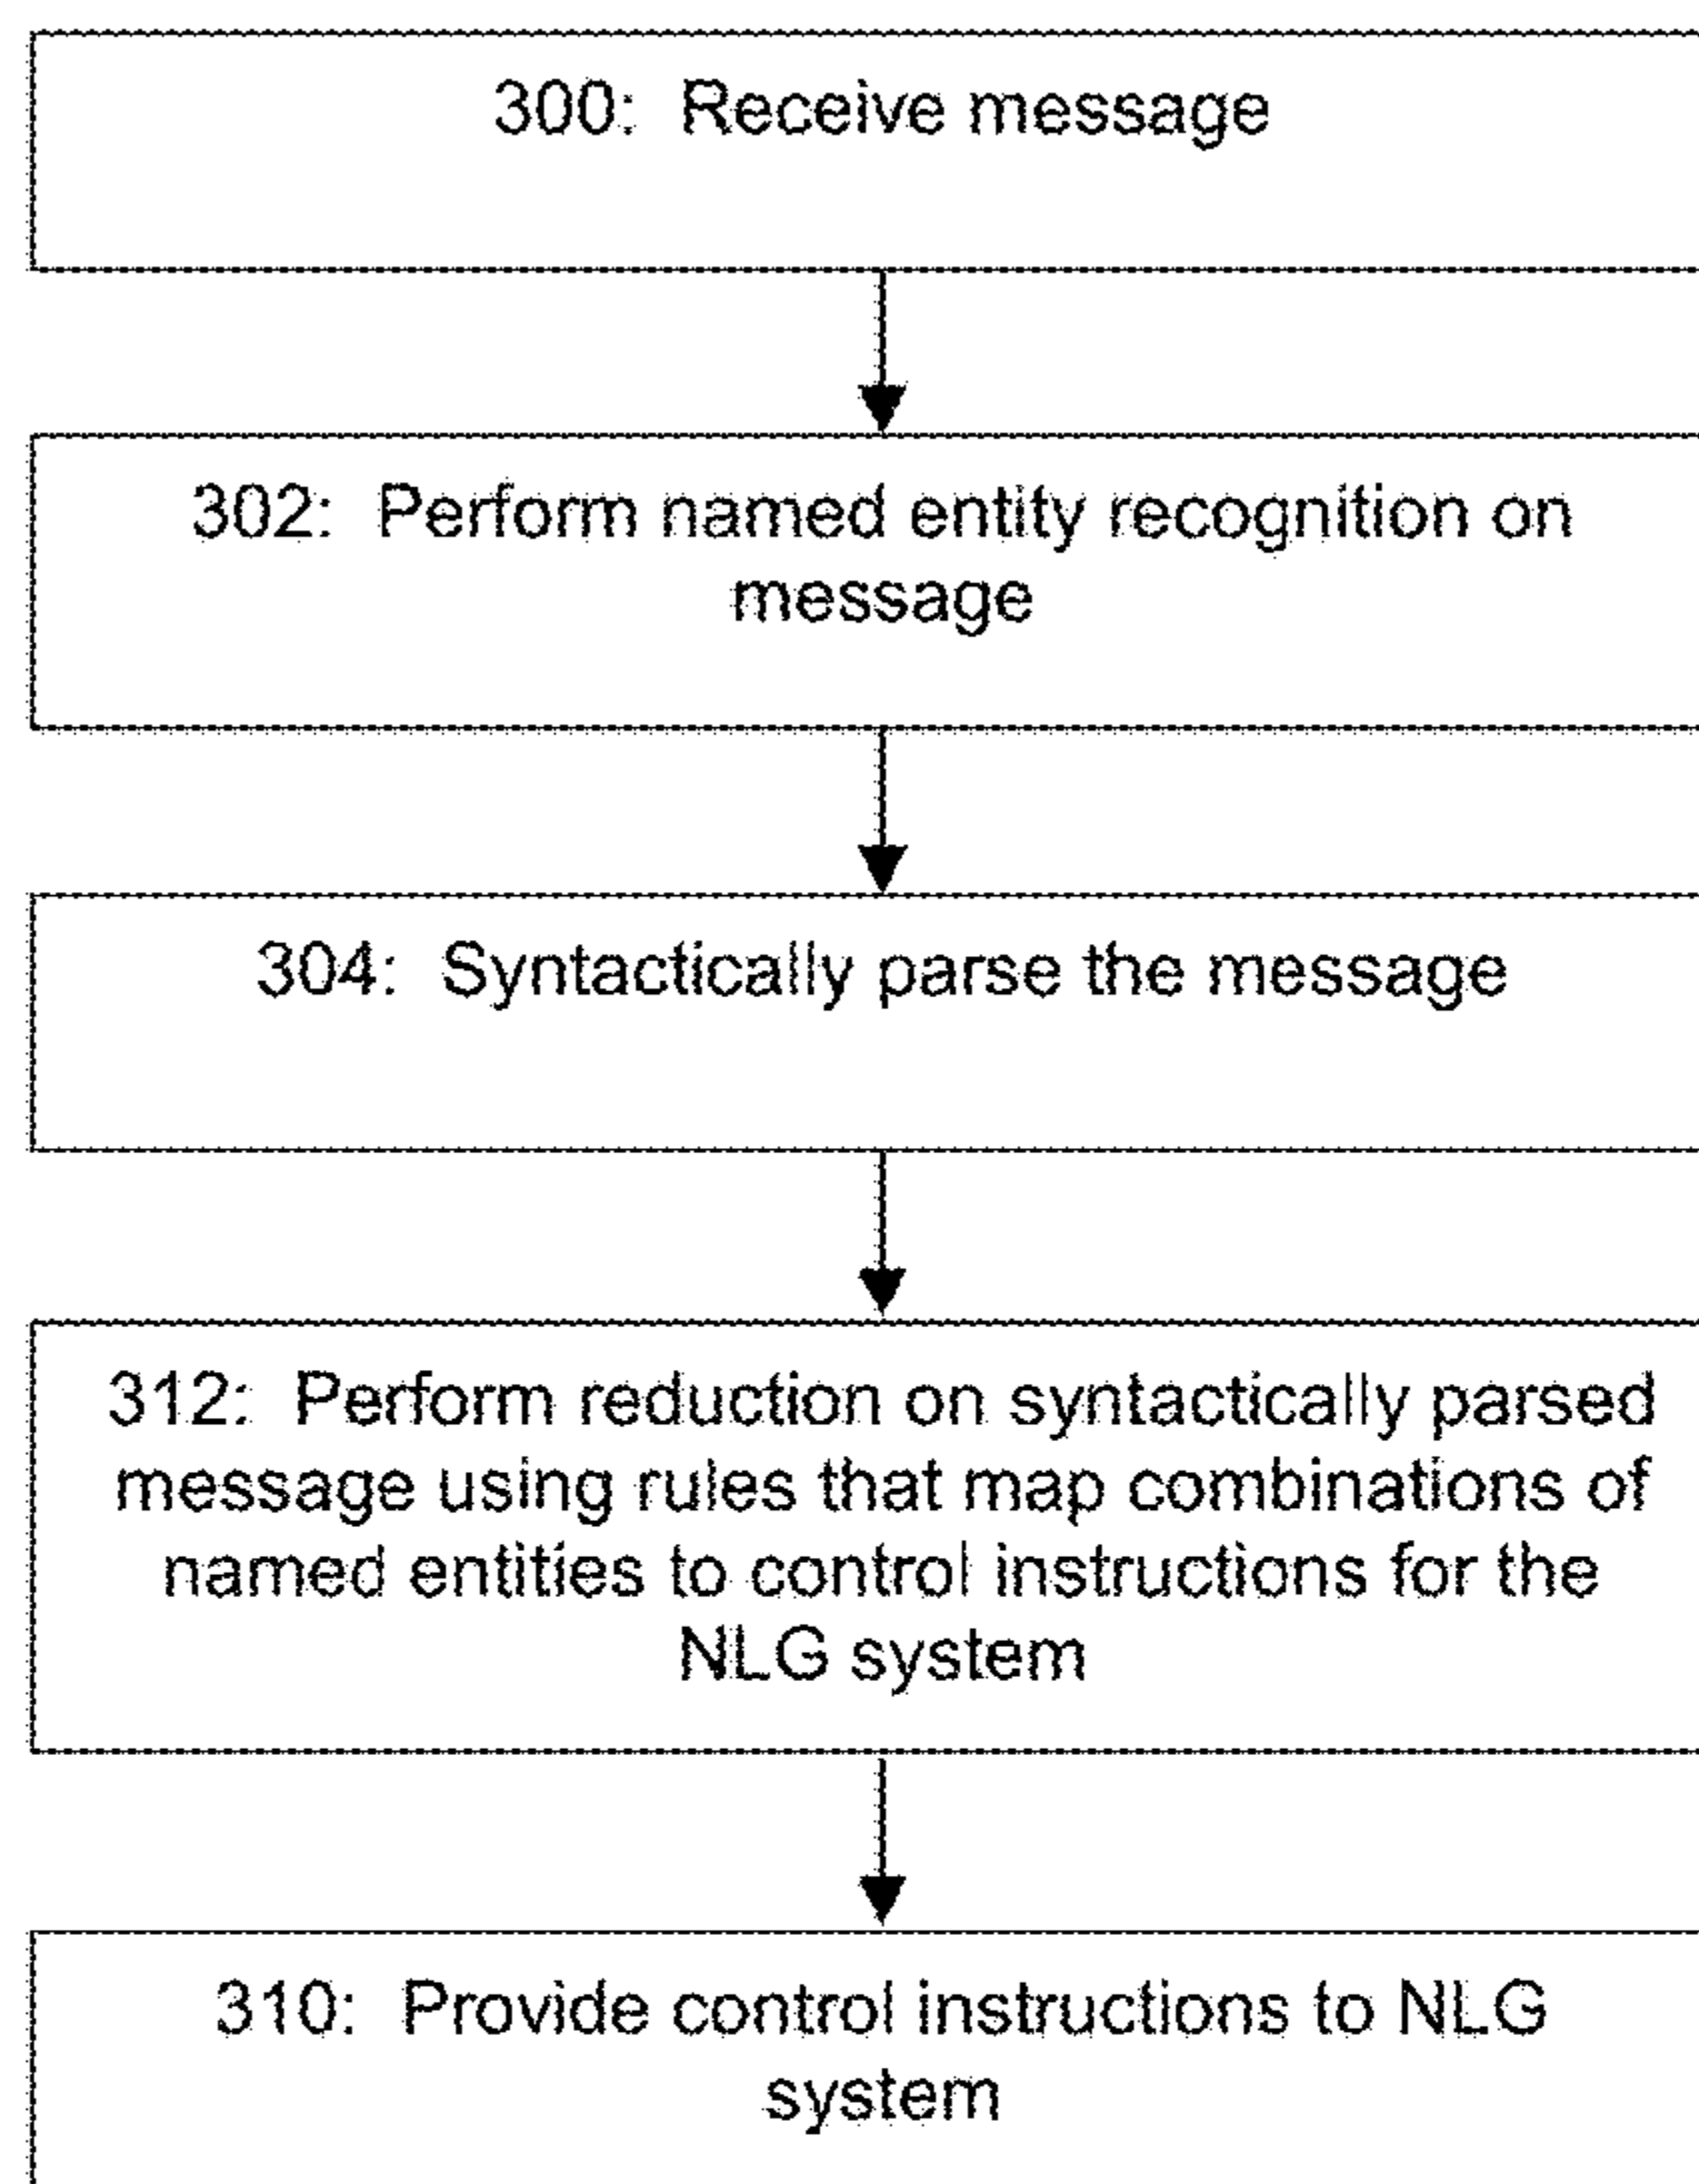 300: Receive message
302: Perform named entity recognition on
message
304: Syntactically parse the message
312: Perform reduction on syntactically parsed
message using rules that map combinations of
named entities to control instructions for the
NLG system
310: Provide control instructions to NLG
system